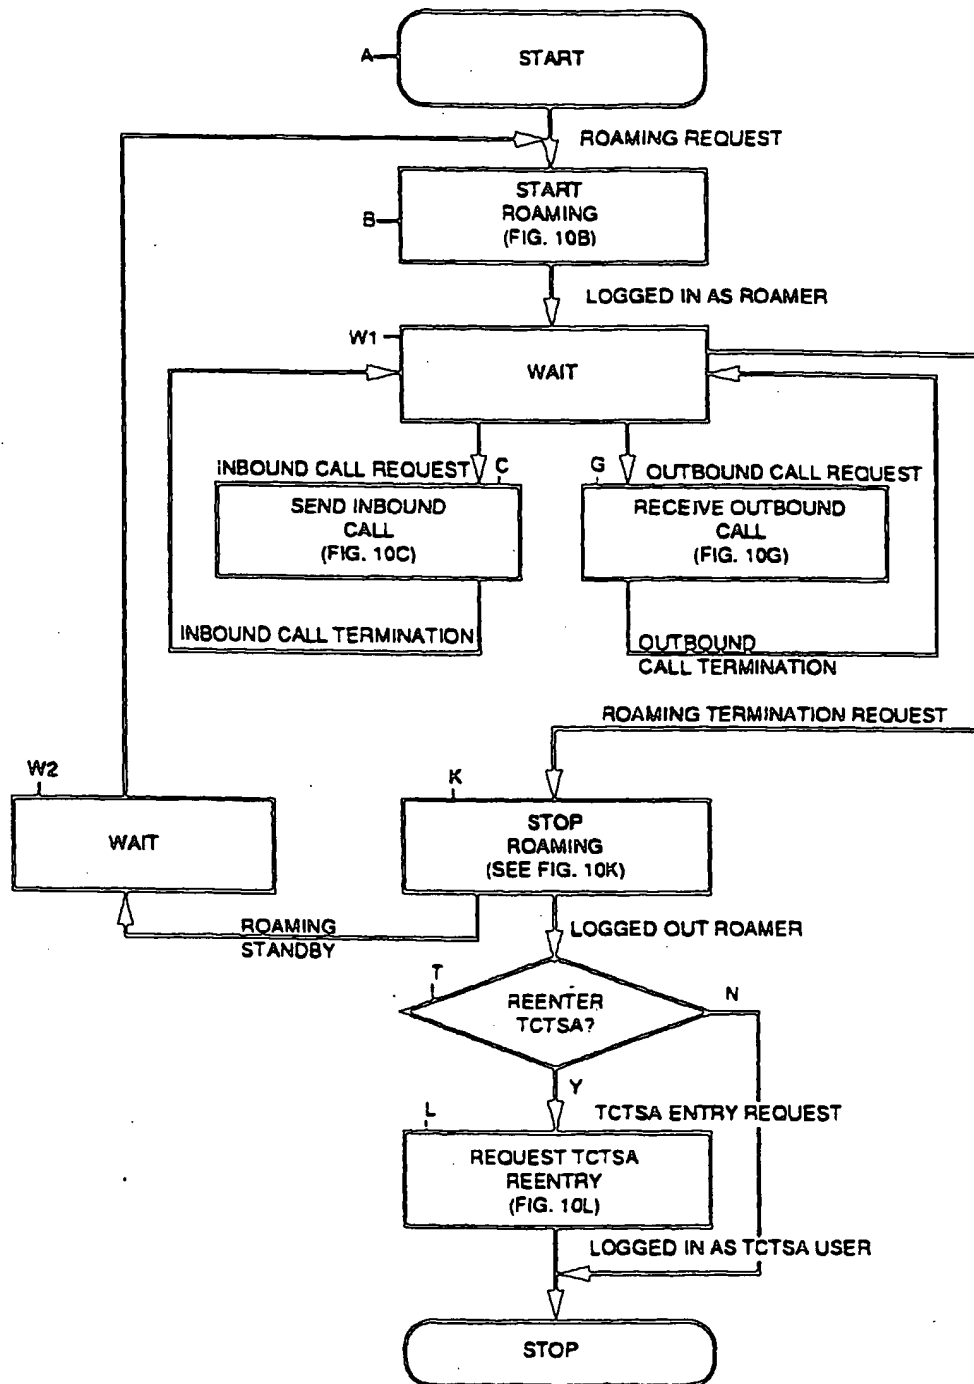 A
START
ROAMING REQUEST
B
START
ROAMING
(FIG. 10B)
LOGGED IN AS ROAMER
W1
WAIT
INBOUND CALL REQUEST
C
G
OUTBOUND CALL REQUEST
SEND INBOUND
CALL
(FIG. 10C)
RECEIVE OUTBOUND
CALL
(FIG. 10G)
INBOUND CALL TERMINATION
OUTBOUND
CALL TERMINATION
ROAMING TERMINATION REQUEST
W2
WAIT
K
STOP
ROAMING
(SEE FIG. 10K)
ROAMING
STANDBY
LOGGED OUT ROAMER
T
REENTER
TCTSA?
N
Y
TCTSA ENTRY REQUEST
L
REQUEST TCTSA
REENTRY
(FIG. 10L)
LOGGED IN AS TCTSA USER
STOP